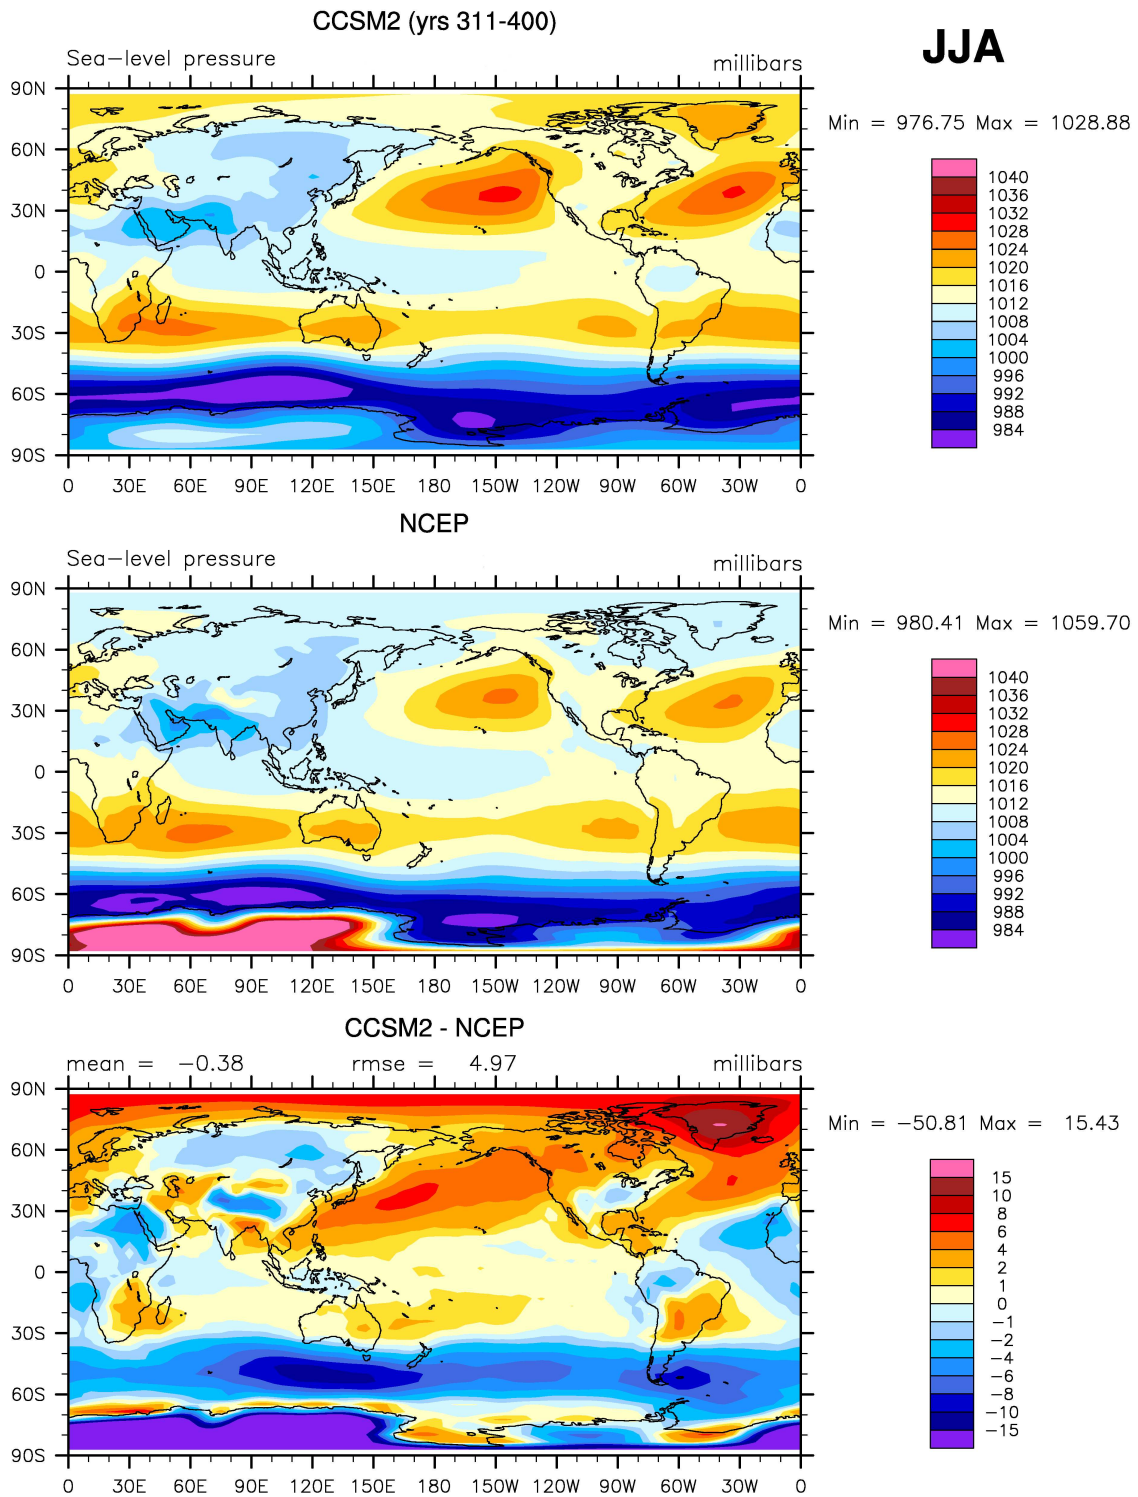 CCSM2 (yrs 311-400)
JJA
Sea-level pressure millibars
Min = 976.75 Max = 1028.88
90N
60N
30N
0
30S
60S
90S
0 30E 60E 90E 120E 150E 180 150W 120W 90W 60W 30W 0
1040
1036
1032
1028
1024
1020
1016
1012
1008
1004
1000
996
992
988
984
NCEP
Sea-level pressure millibars
Min = 980.41 Max = 1059.70
90N
60N
30N
0
30S
60S
90S
0 30E 60E 90E 120E 150E 180 150W 120W 90W 60W 30W 0
1040
1036
1032
1028
1024
1020
1016
1012
1008
1004
1000
996
992
988
984
CCSM2 - NCEP
mean = -0.38 rmse = 4.97 millibars
Min = -50.81 Max = 15.43
90N
60N
30N
0
30S
60S
90S
0 30E 60E 90E 120E 150E 180 150W 120W 90W 60W 30W 0
15
10
8
6
4
2
1
0
-1
-2
-4
-6
-8
-10
-15